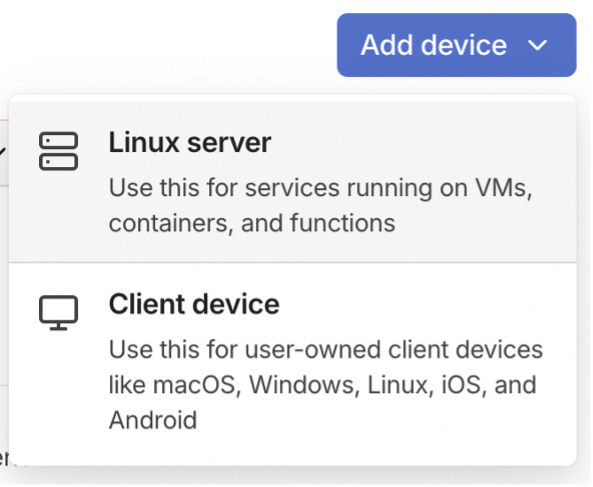 Add device
Linux server
Use this for services running on VMs,
containers, and functions
Client device
Use this for user-owned client devices
like macOS, Windows, Linux, iOS, and
Android